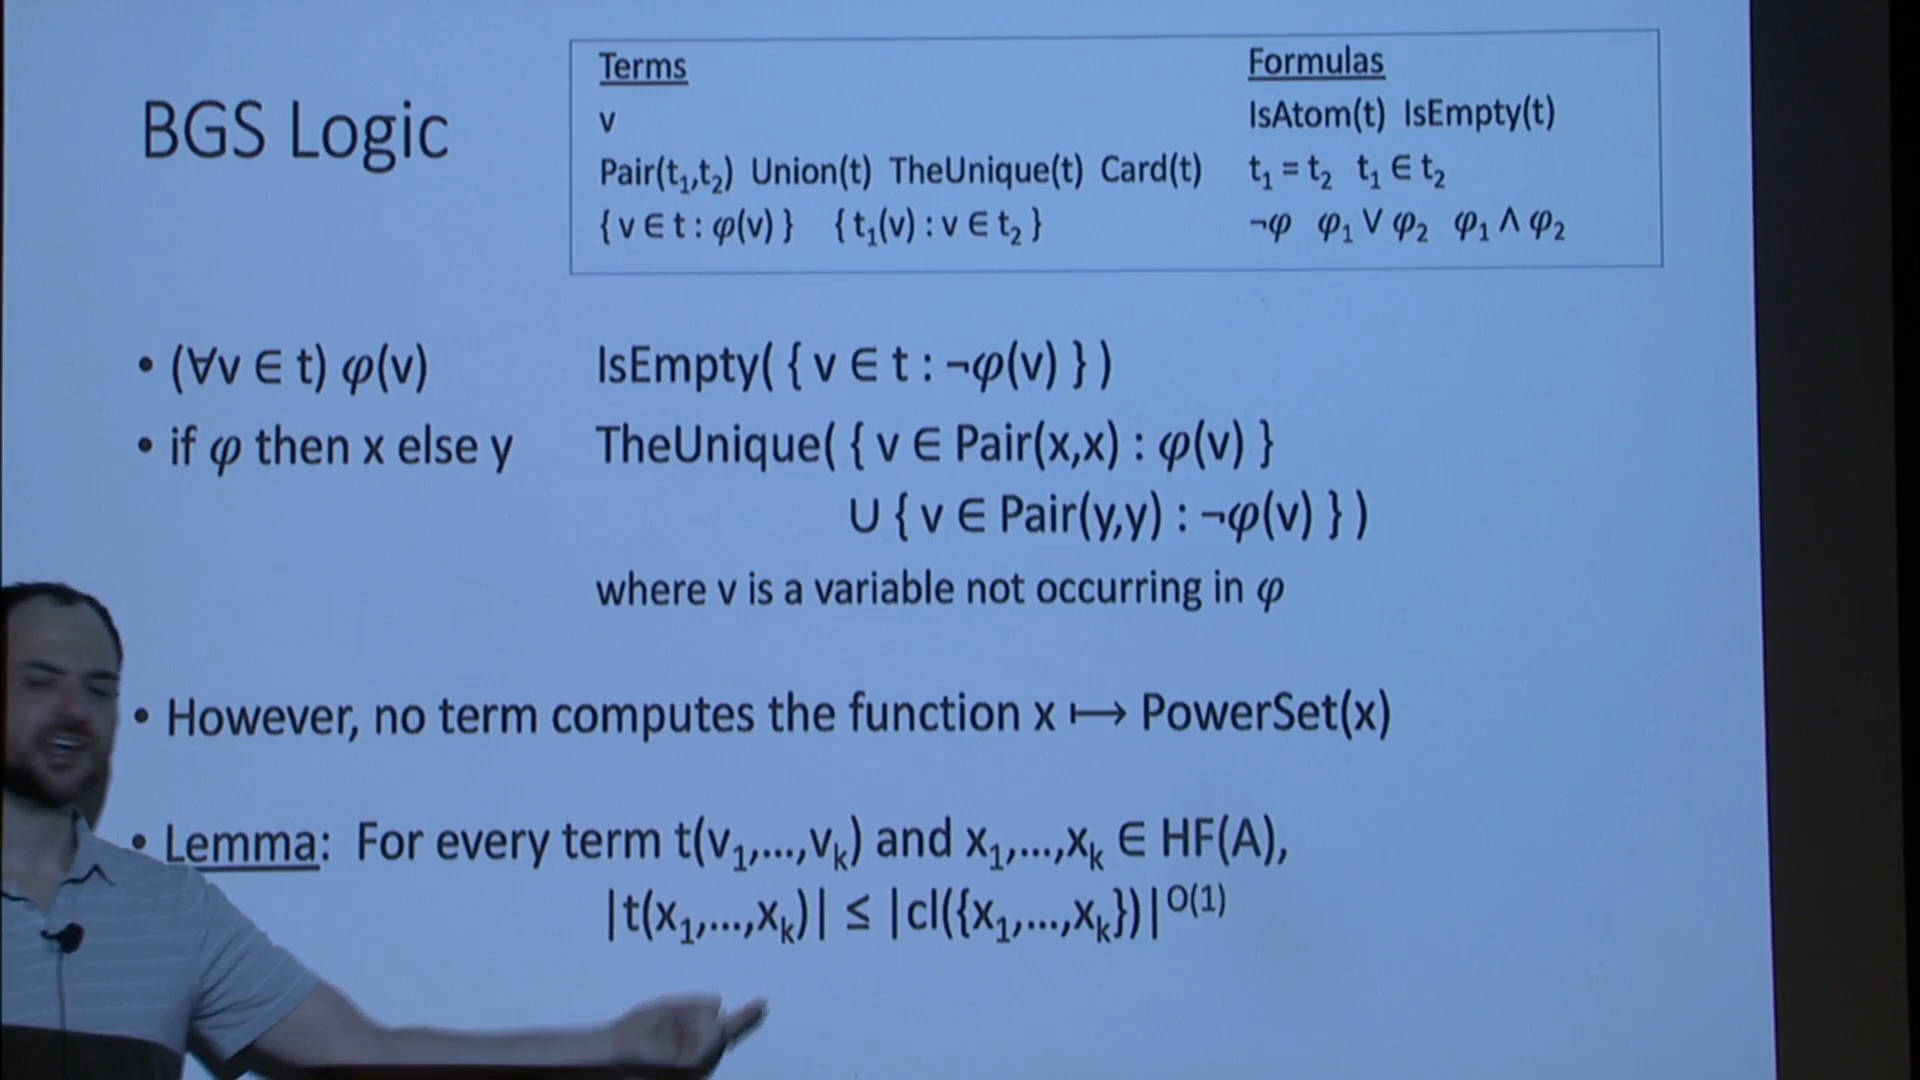 BGS Logic
Terms
v
Pair(t₁,t₂) Union(t) TheUnique(t) Card(t)
{ v ∈ t : φ(v) } { t₁(v) : v ∈ t₂ }
Formulas
IsAtom(t) IsEmpty(t)
t₁ = t₂ t₁ ∈ t₂
¬φ φ₁ ∨ φ₂ φ₁ ∧ φ₂
• (∀v ∈ t) φ(v) IsEmpty( { v ∈ t : ¬φ(v) } )
• if φ then x else y TheUnique( { v ∈ Pair(x,x) : φ(v) }
∪ { v ∈ Pair(y,y) : ¬φ(v) } )
where v is a variable not occurring in φ
• However, no term computes the function x ⟼ PowerSet(x)
• Lemma: For every term t(v₁,...,vₖ) and x₁,...,xₖ ∈ HF(A),
|t(x₁,...,xₖ)| ≤ |cl({x₁,...,xₖ})|^O(1)